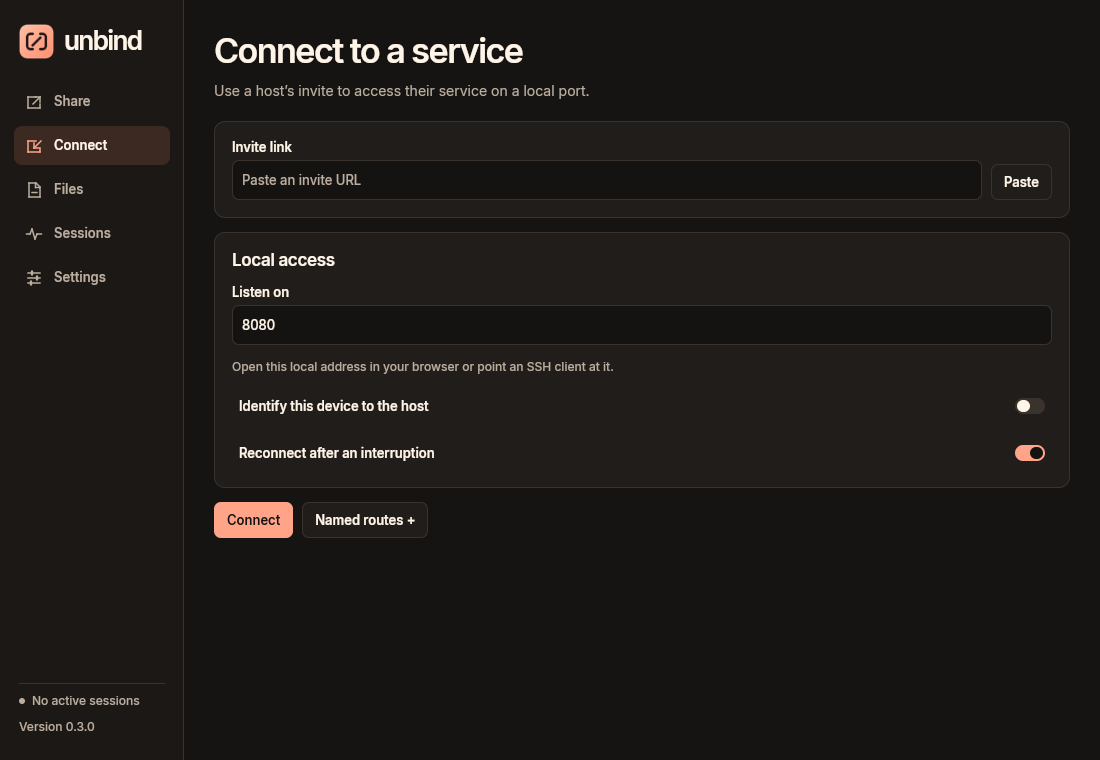 unbind
Share
Connect
Files
Sessions
Settings
No active sessions
Version 0.3.0
Connect to a service
Use a host’s invite to access their service on a local port.
Invite link
Paste an invite URL
Paste
Local access
Listen on
8080
Open this local address in your browser or point an SSH client at it.
Identify this device to the host
Reconnect after an interruption
Connect
Named routes +